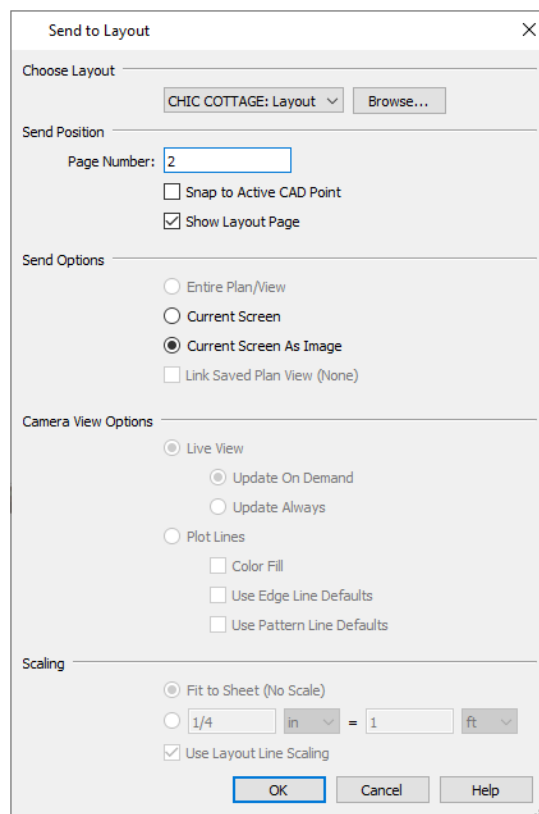 Send to Layout
Choose Layout
CHIC COTTAGE: Layout Browse...
Send Position
Page Number: 2
Snap to Active CAD Point
Show Layout Page
Send Options
Entire Plan/View
Current Screen
Current Screen As Image
Link Saved Plan View (None)
Camera View Options
Live View
Update On Demand
Update Always
Plot Lines
Color Fill
Use Edge Line Defaults
Use Pattern Line Defaults
Scaling
Fit to Sheet (No Scale)
1/4 in = 1 ft
Use Layout Line Scaling
OK Cancel Help